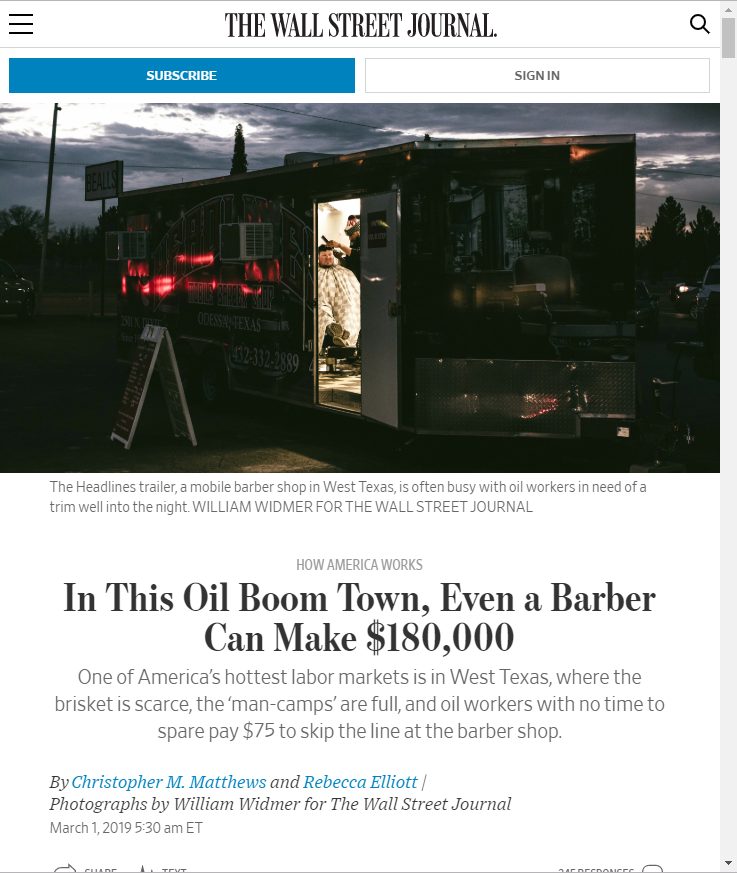 THE WALL STREET JOURNAL.
SUBSCRIBE
SIGN IN
BEALLS
ODESSA, TEXAS
432-332-2889
The Headlines trailer, a mobile barber shop in West Texas, is often busy with oil workers in need of a
trim well into the night. WILLIAM WIDMER FOR THE WALL STREET JOURNAL
HOW AMERICA WORKS
In This Oil Boom Town, Even a Barber
Can Make $180,000
One of America’s hottest labor markets is in West Texas, where the
brisket is scarce, the ‘man-camps’ are full, and oil workers with no time to
spare pay $75 to skip the line at the barber shop.
By Christopher M. Matthews and Rebecca Elliott |
Photographs by William Widmer for The Wall Street Journal
March 1, 2019 5:30 am ET
SHARE
TEXT
245 RESPONSES